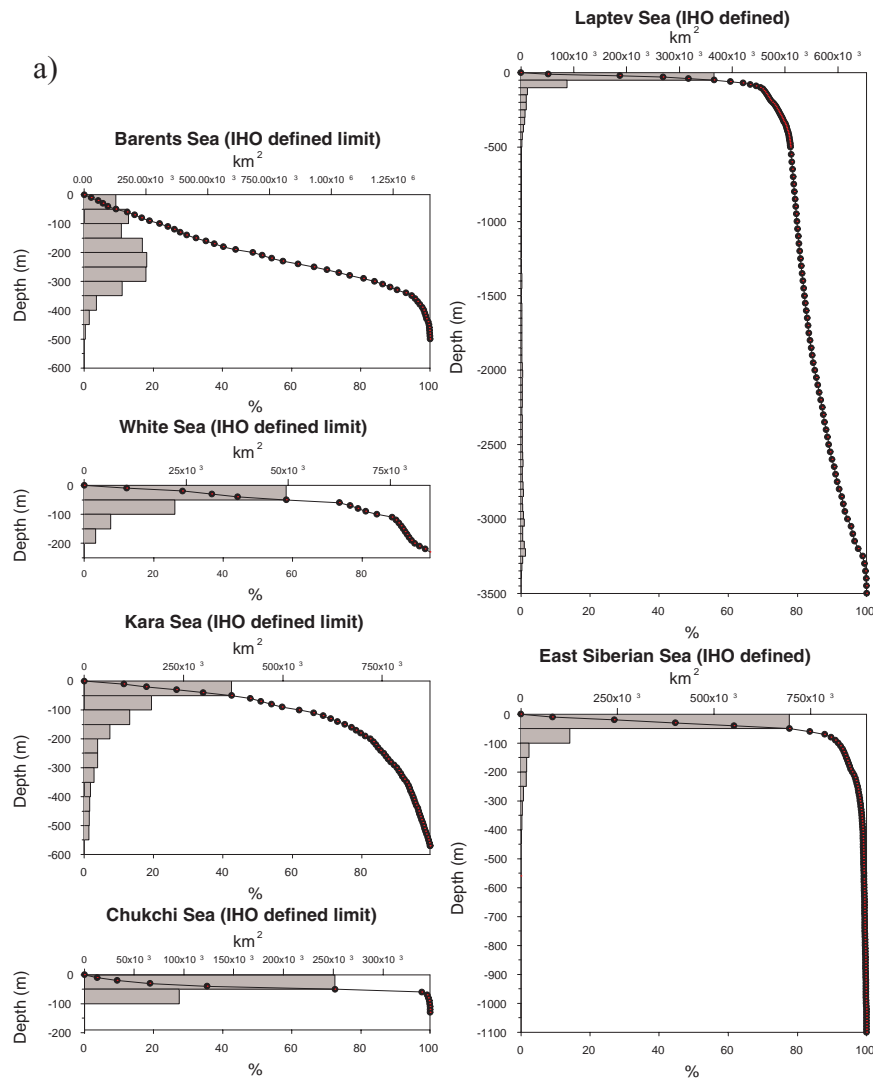 a)
Barents Sea (IHO defined limit)
km2
0.00 250.00x10 3 500.00x10 3 750.00x10 3 1.00x10 6 1.25x10 6
0
-100
-200
-300
-400
-500
-600
Depth (m)
0 20 40 60 80 100
%
White Sea (IHO defined limit)
km2
0 25x10 3 50x10 3 75x10 3
0
-100
-200
Depth (m)
0 20 40 60 80
%
Kara Sea (IHO defined limit)
km2
0 250x10 3 500x10 3 750x10 3
0
-100
-200
-300
-400
-500
-600
Depth (m)
0 20 40 60 80 100
%
Chukchi Sea (IHO defined limit)
km2
0 50x10 3 100x10 3 150x10 3 200x10 3 250x10 3 300x10 3
0
-100
-200
Depth (m)
0 20 40 60 80 100
%
Laptev Sea (IHO defined)
km2
0 100x10 3 200x10 3 300x10 3 400x10 3 500x10 3 600x10 3
0
-500
-1000
-1500
-2000
-2500
-3000
-3500
Depth (m)
0 20 40 60 80 100
%
East Siberian Sea (IHO defined)
km2
0 250x10 3 500x10 3 750x10 3
0
-100
-200
-300
-400
-500
-600
-700
-800
-900
-1000
-1100
Depth (m)
0 20 40 60 80 100
%